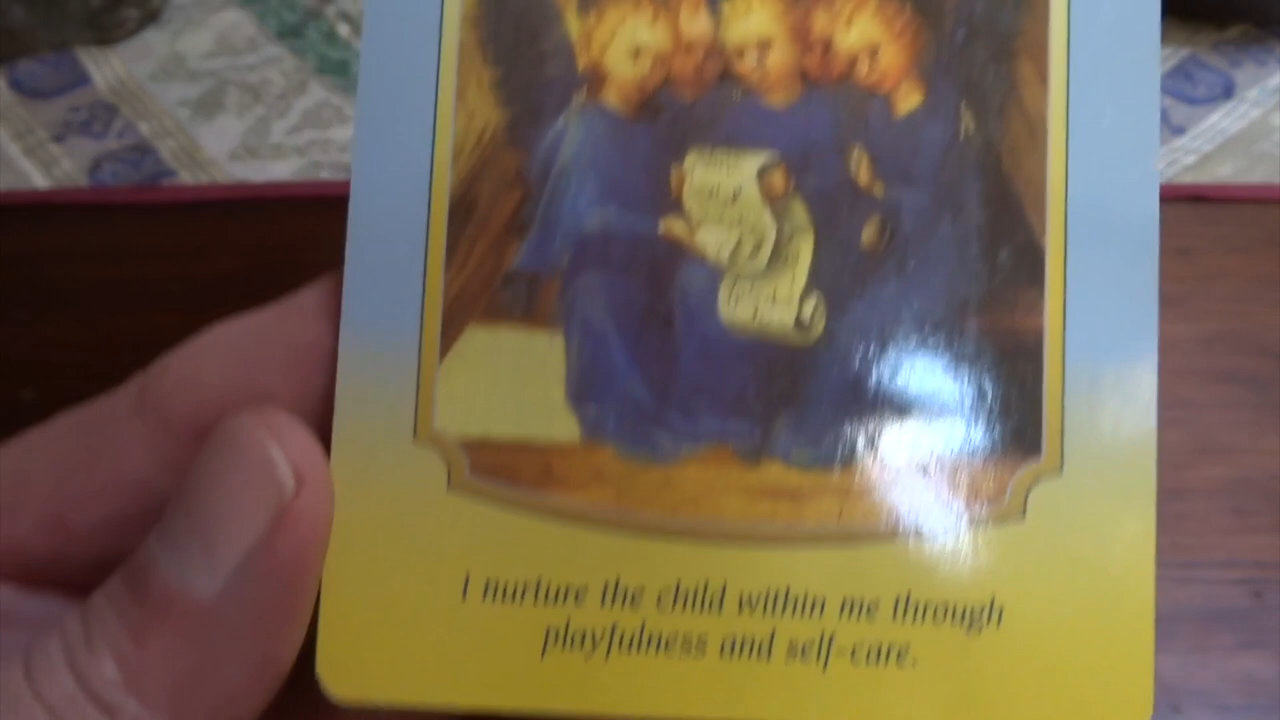 I nurture the child within me through
playfulness and self-care.